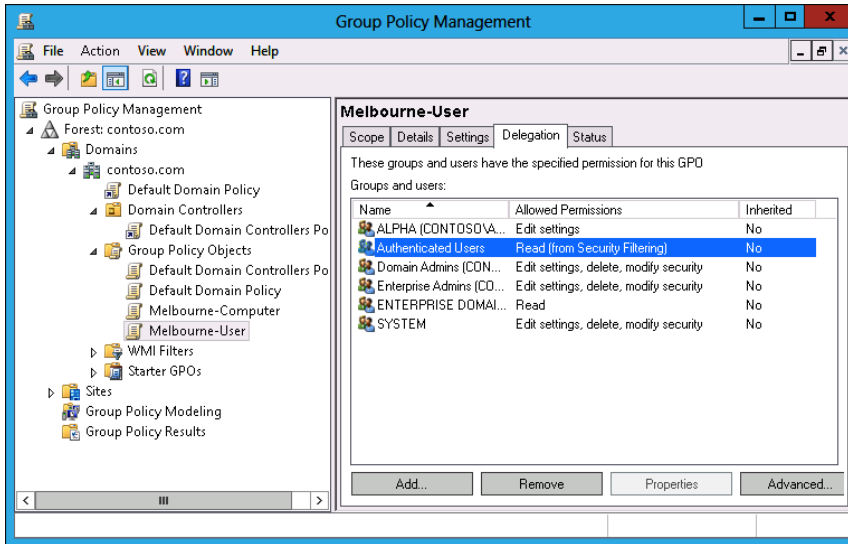 Group Policy Management
File Action View Window Help
Group Policy Management
Forest: contoso.com
Domains
contoso.com
Default Domain Policy
Domain Controllers
Default Domain Controllers Po
Group Policy Objects
Default Domain Controllers Po
Default Domain Policy
Melbourne-Computer
Melbourne-User
WMI Filters
Starter GPOs
Sites
Group Policy Modeling
Group Policy Results
Melbourne-User
Scope Details Settings Delegation Status
These groups and users have the specified permission for this GPO
Groups and users:
Name Allowed Permissions Inherited
ALPHA (CONTOSO\A... Edit settings No
Authenticated Users Read (from Security Filtering) No
Domain Admins (CON... Edit settings, delete, modify security No
Enterprise Admins (CO... Edit settings, delete, modify security No
ENTERPRISE DOMAI... Read No
SYSTEM Edit settings, delete, modify security No
Add... Remove Properties Advanced...